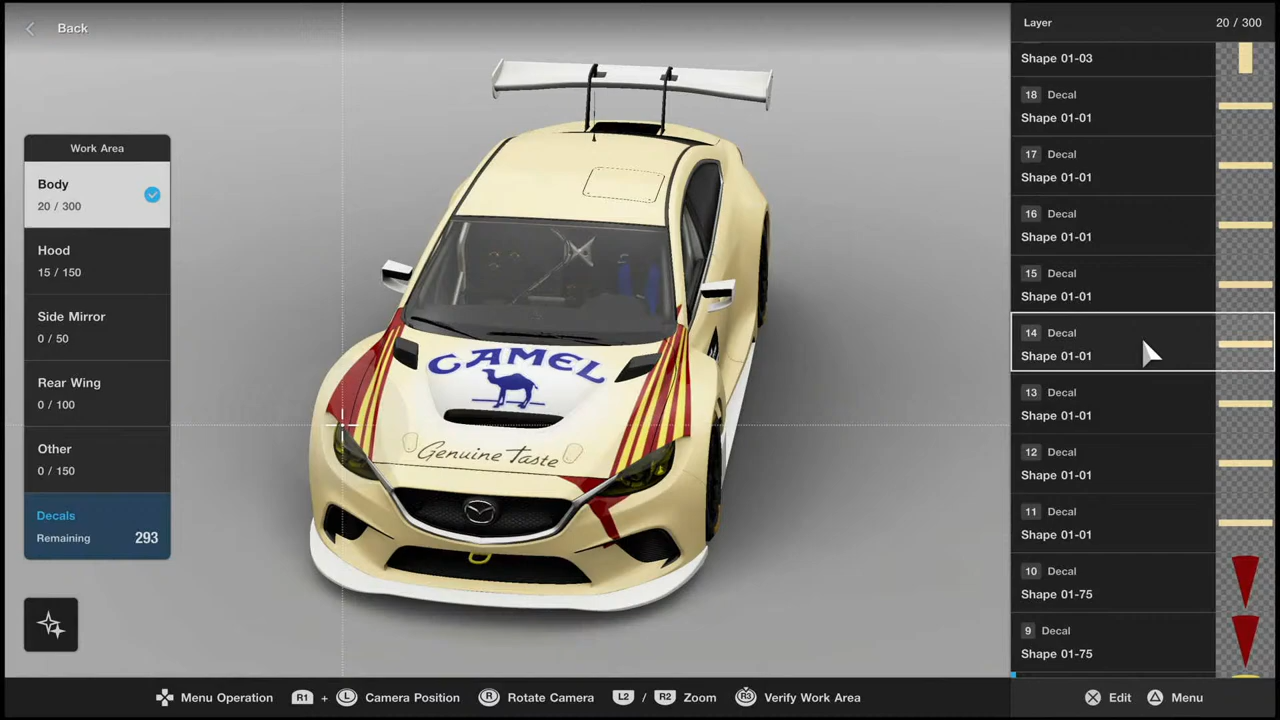 Back
Work Area
Body
20 / 300
Hood
15 / 150
Side Mirror
0 / 50
Rear Wing
0 / 100
Other
0 / 150
Decals
Remaining 293
CAMEL
Genuine Taste
Layer 20 / 300
Shape 01-03
18 Decal
Shape 01-01
17 Decal
Shape 01-01
16 Decal
Shape 01-01
15 Decal
Shape 01-01
14 Decal
Shape 01-01
13 Decal
Shape 01-01
12 Decal
Shape 01-01
11 Decal
Shape 01-01
10 Decal
Shape 01-75
9 Decal
Shape 01-75
Menu Operation R1 + L Camera Position R Rotate Camera L2 / R2 Zoom R3 Verify Work Area Edit Menu